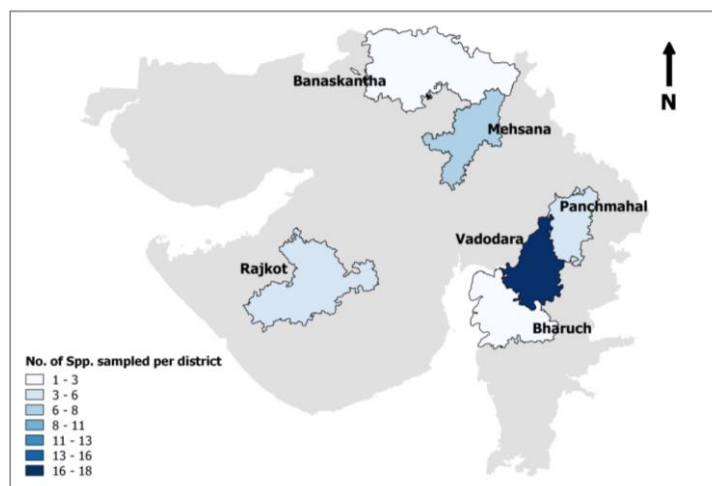 Banaskantha
N
Mehsana
Panchmahal
Vadodara
Rajkot
Bharuch
No. of Spp. sampled per district
1 - 3
3 - 6
6 - 8
8 - 11
11 - 13
13 - 16
16 - 18